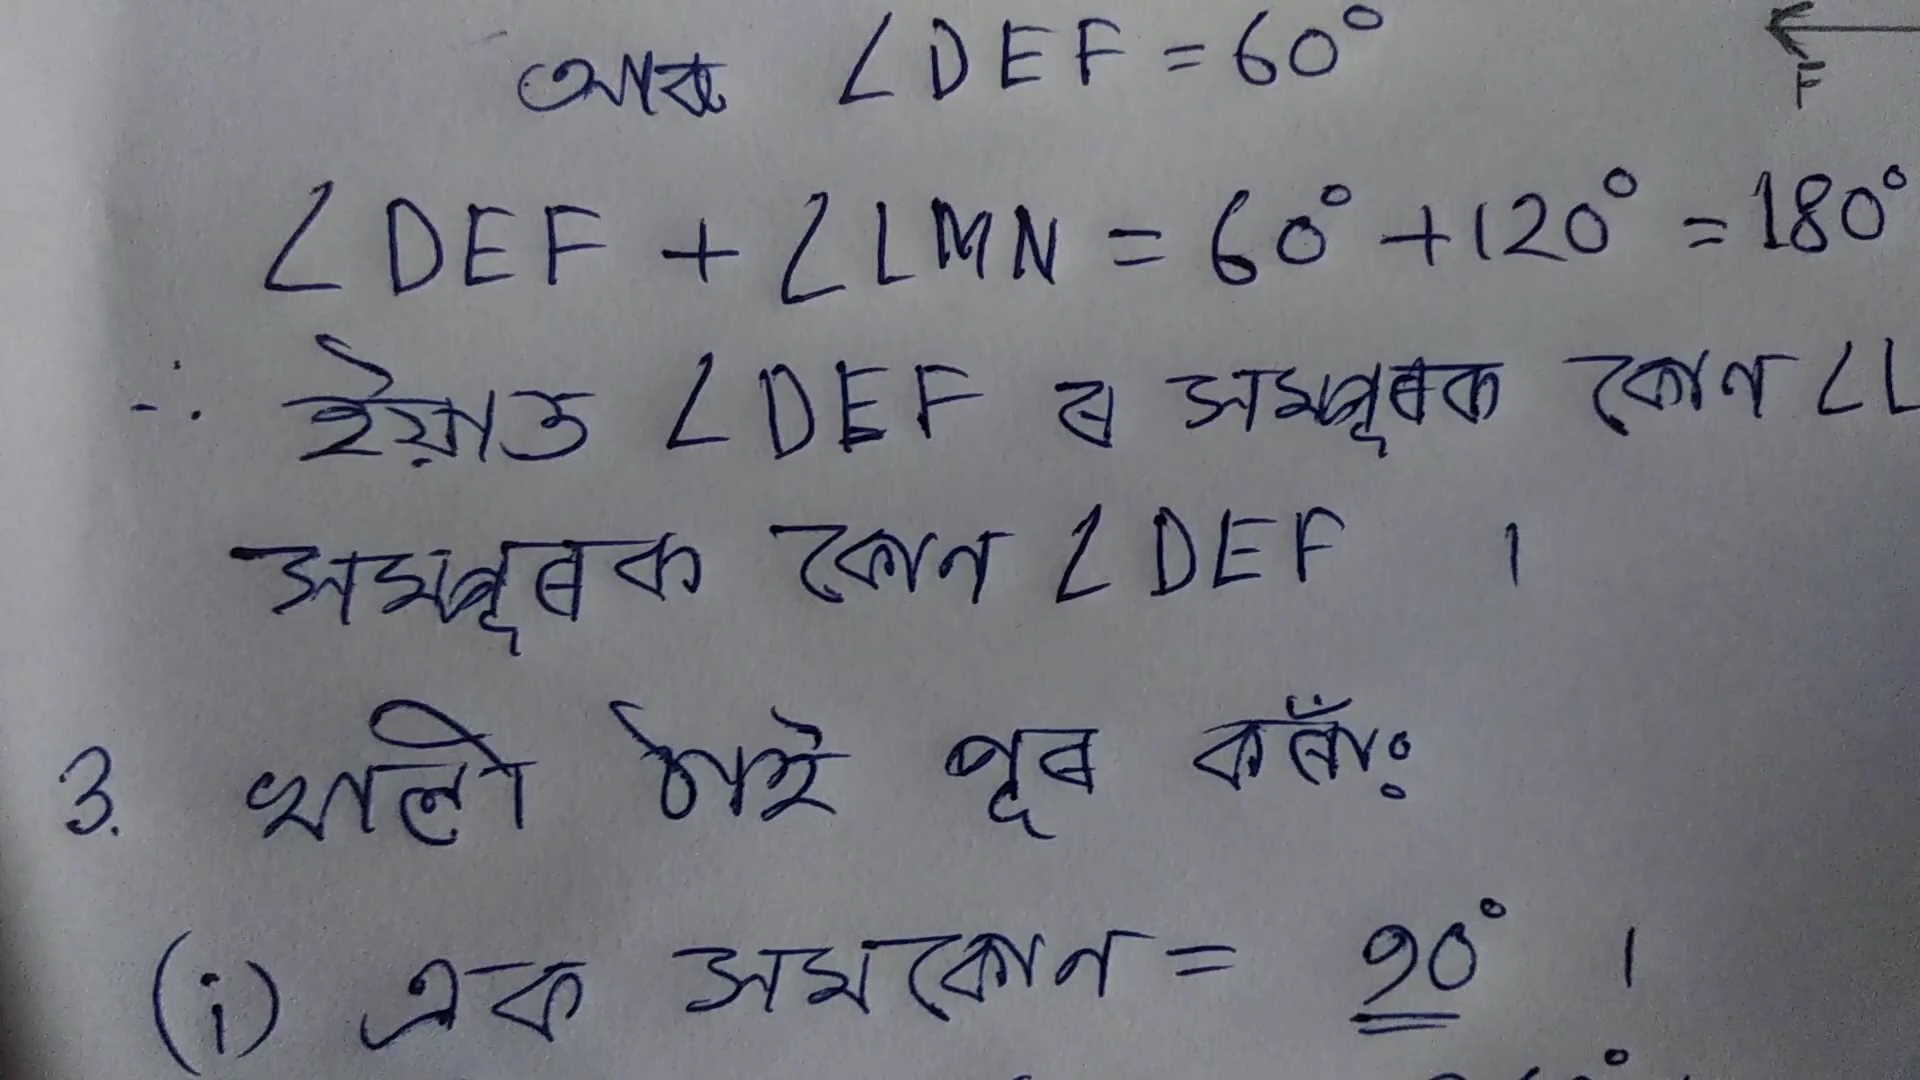 আৰু ∠DEF = 60°
F
∠DEF + ∠LMN = 60° + 120° = 180°
∴ ইয়াত ∠DEF ৰ সম্পূৰক কোণ ∠L
সম্পূৰক কোণ ∠DEF ।
3. খালী ঠাই পূৰ কৰাঁ:
(i) এক সমকোণ = 90° ।